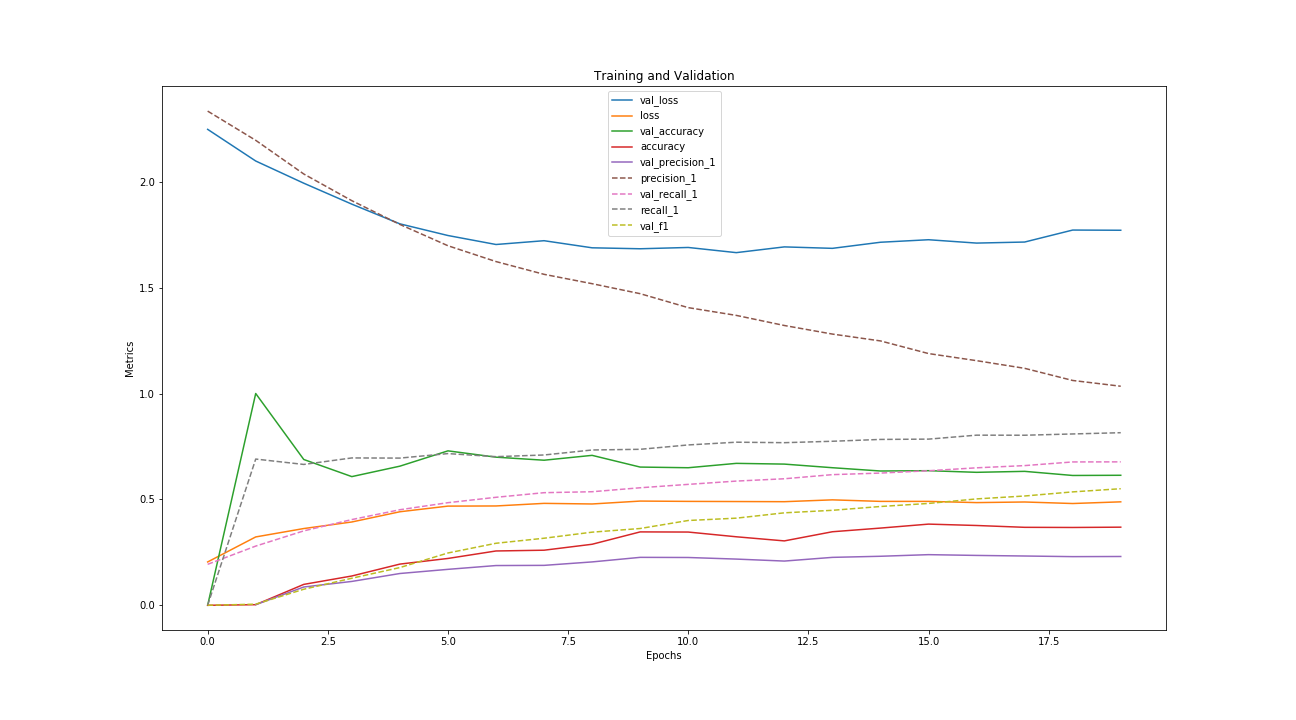 Training and Validation
val_loss
loss
val_accuracy
accuracy
val_precision_1
precision_1
val_recall_1
recall_1
val_f1
Metrics
2.0
1.5
1.0
0.5
0.0
0.0 2.5 5.0 7.5 10.0 12.5 15.0 17.5
Epochs